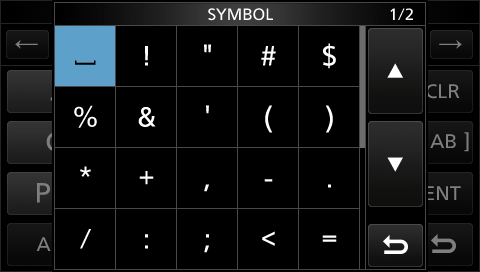 SYMBOL 1/2
← →
␣ ! " # $ ▲
CLR
% & ' ( )
AB ]
* + , - . ▼
P ENT
/ : ; < =
A